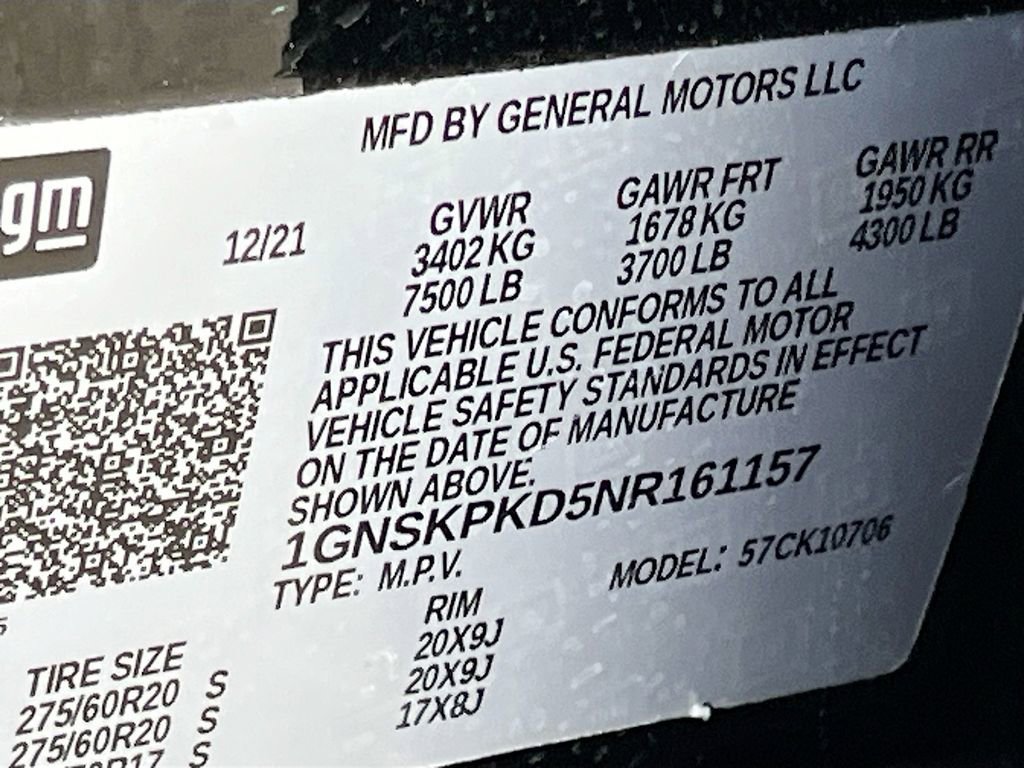 MFD BY GENERAL MOTORS LLC
gm
12/21
GVWR GAWR FRT GAWR RR
3402 KG 1678 KG 1950 KG
7500 LB 3700 LB 4300 LB
THIS VEHICLE CONFORMS TO ALL
APPLICABLE U.S. FEDERAL MOTOR
VEHICLE SAFETY STANDARDS IN EFFECT
ON THE DATE OF MANUFACTURE
SHOWN ABOVE:
1GNSKPKD5NR161157
TYPE: M.P.V. MODEL: 57CK10706
TIRE SIZE RIM
275/60R20 S 20X9J
275/60R20 S 20X9J
S 17X8J